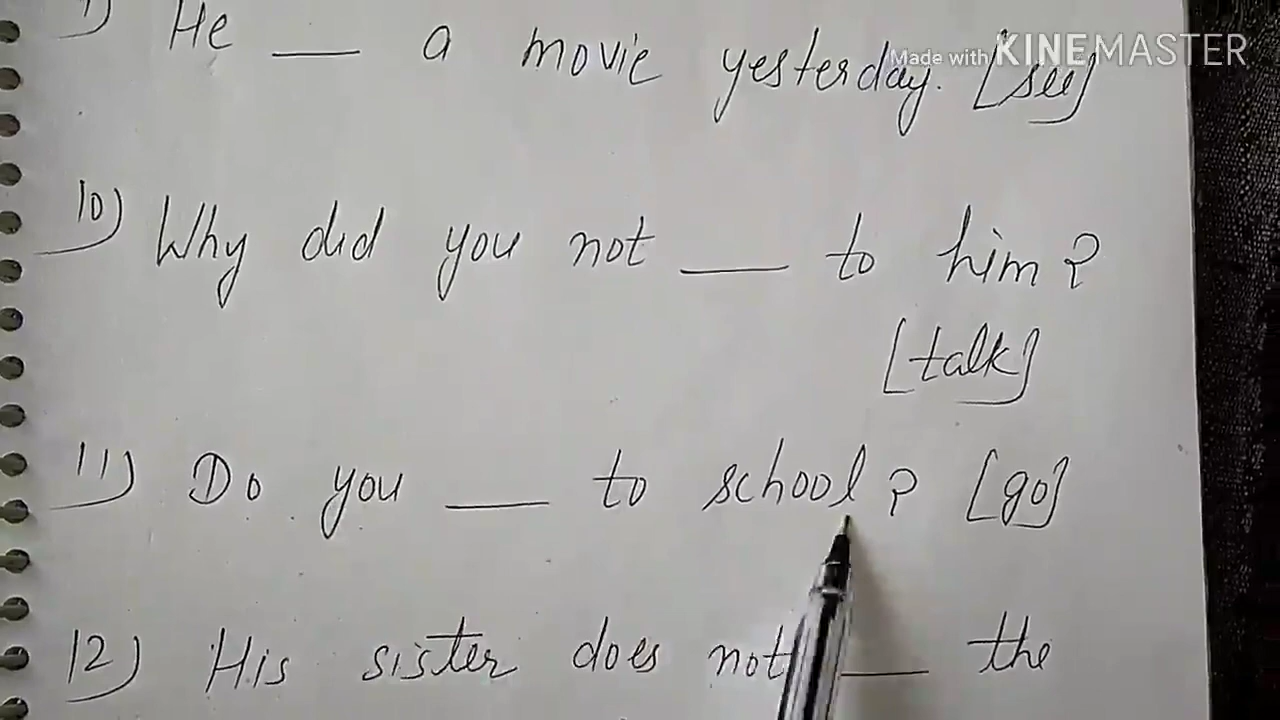 He ___ a movie yesterday. [see]
Made with KINEMASTER
10) Why did you not ___ to him?
[talk]
11) Do you ___ to school? [go]
12) His sister does not ___ the